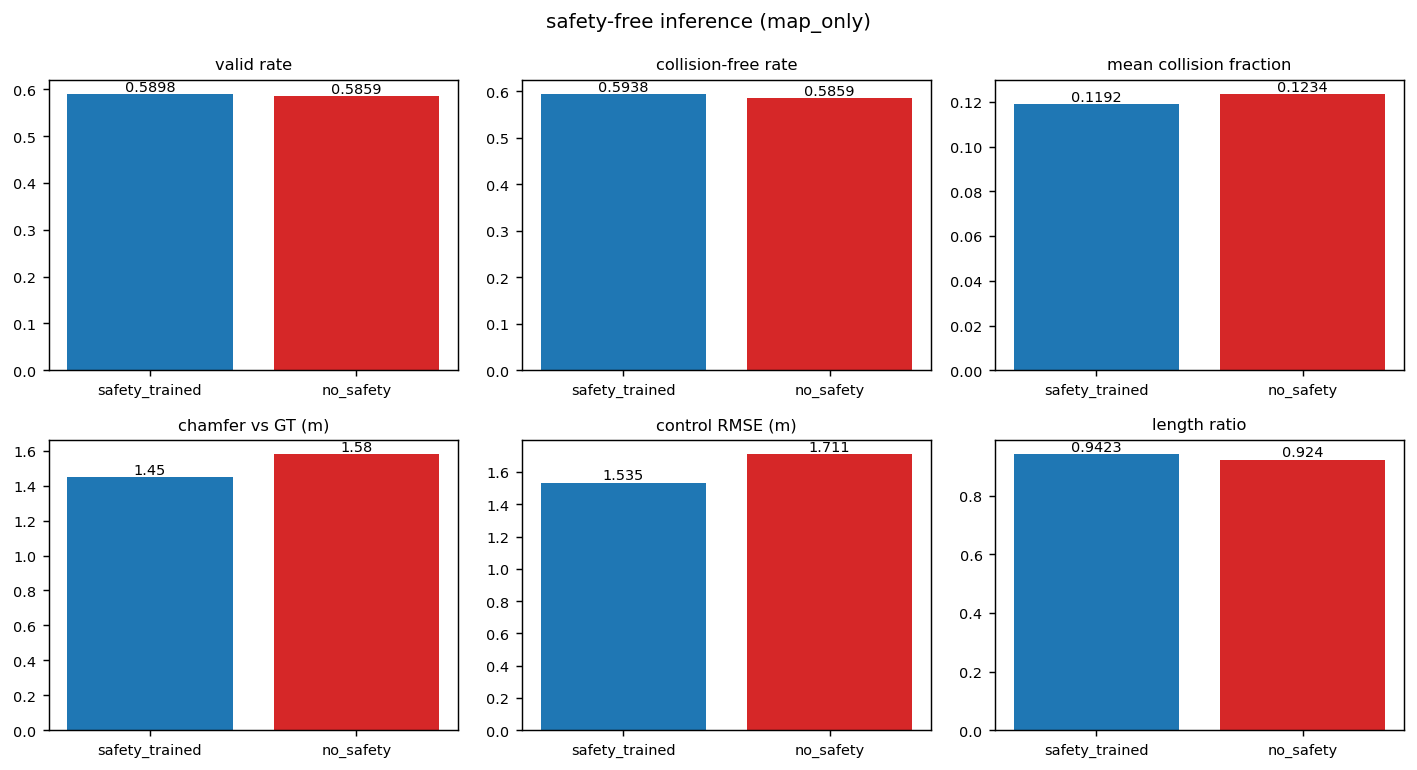 safety-free inference (map_only)
valid rate
0.6
0.5
0.4
0.3
0.2
0.1
0.0
0.5898
0.5859
safety_trained
no_safety
collision-free rate
0.6
0.5
0.4
0.3
0.2
0.1
0.0
0.5938
0.5859
safety_trained
no_safety
mean collision fraction
0.12
0.10
0.08
0.06
0.04
0.02
0.00
0.1192
0.1234
safety_trained
no_safety
chamfer vs GT (m)
1.6
1.4
1.2
1.0
0.8
0.6
0.4
0.2
0.0
1.45
1.58
safety_trained
no_safety
control RMSE (m)
1.6
1.4
1.2
1.0
0.8
0.6
0.4
0.2
0.0
1.535
1.711
safety_trained
no_safety
length ratio
0.8
0.6
0.4
0.2
0.0
0.9423
0.924
safety_trained
no_safety